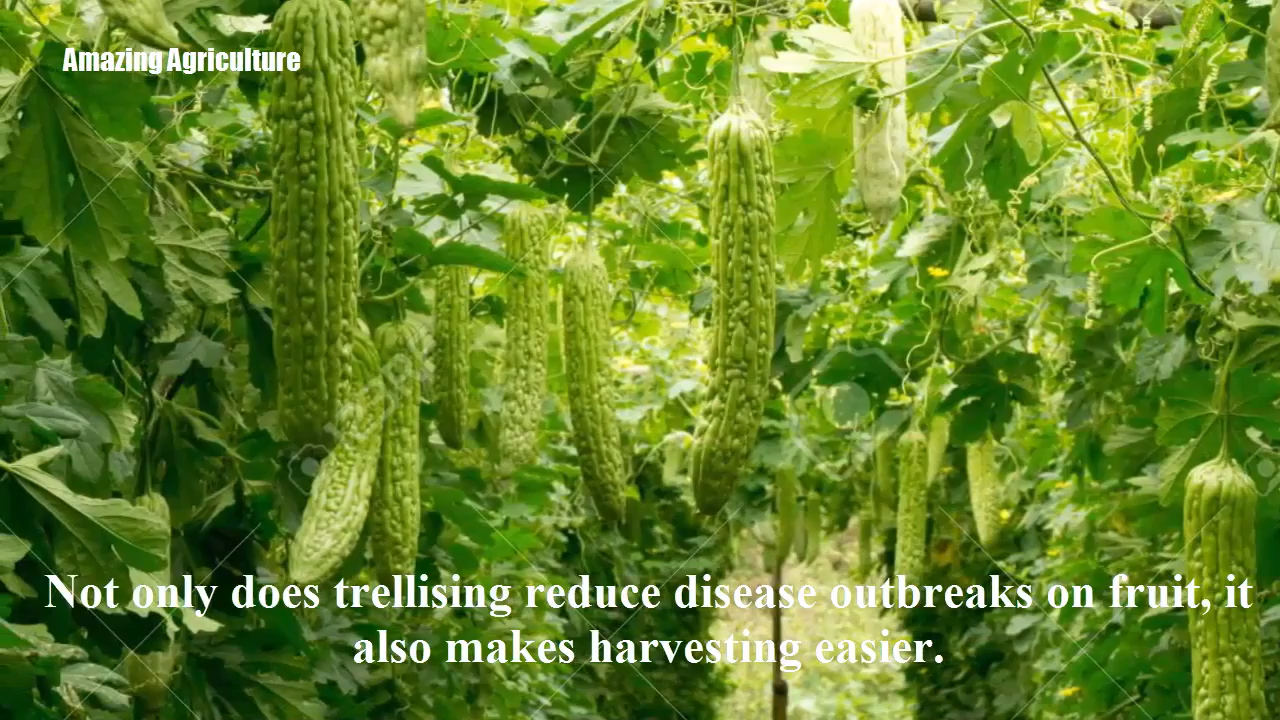 Amazing Agriculture
Not only does trellising reduce disease outbreaks on fruit, it
also makes harvesting easier.